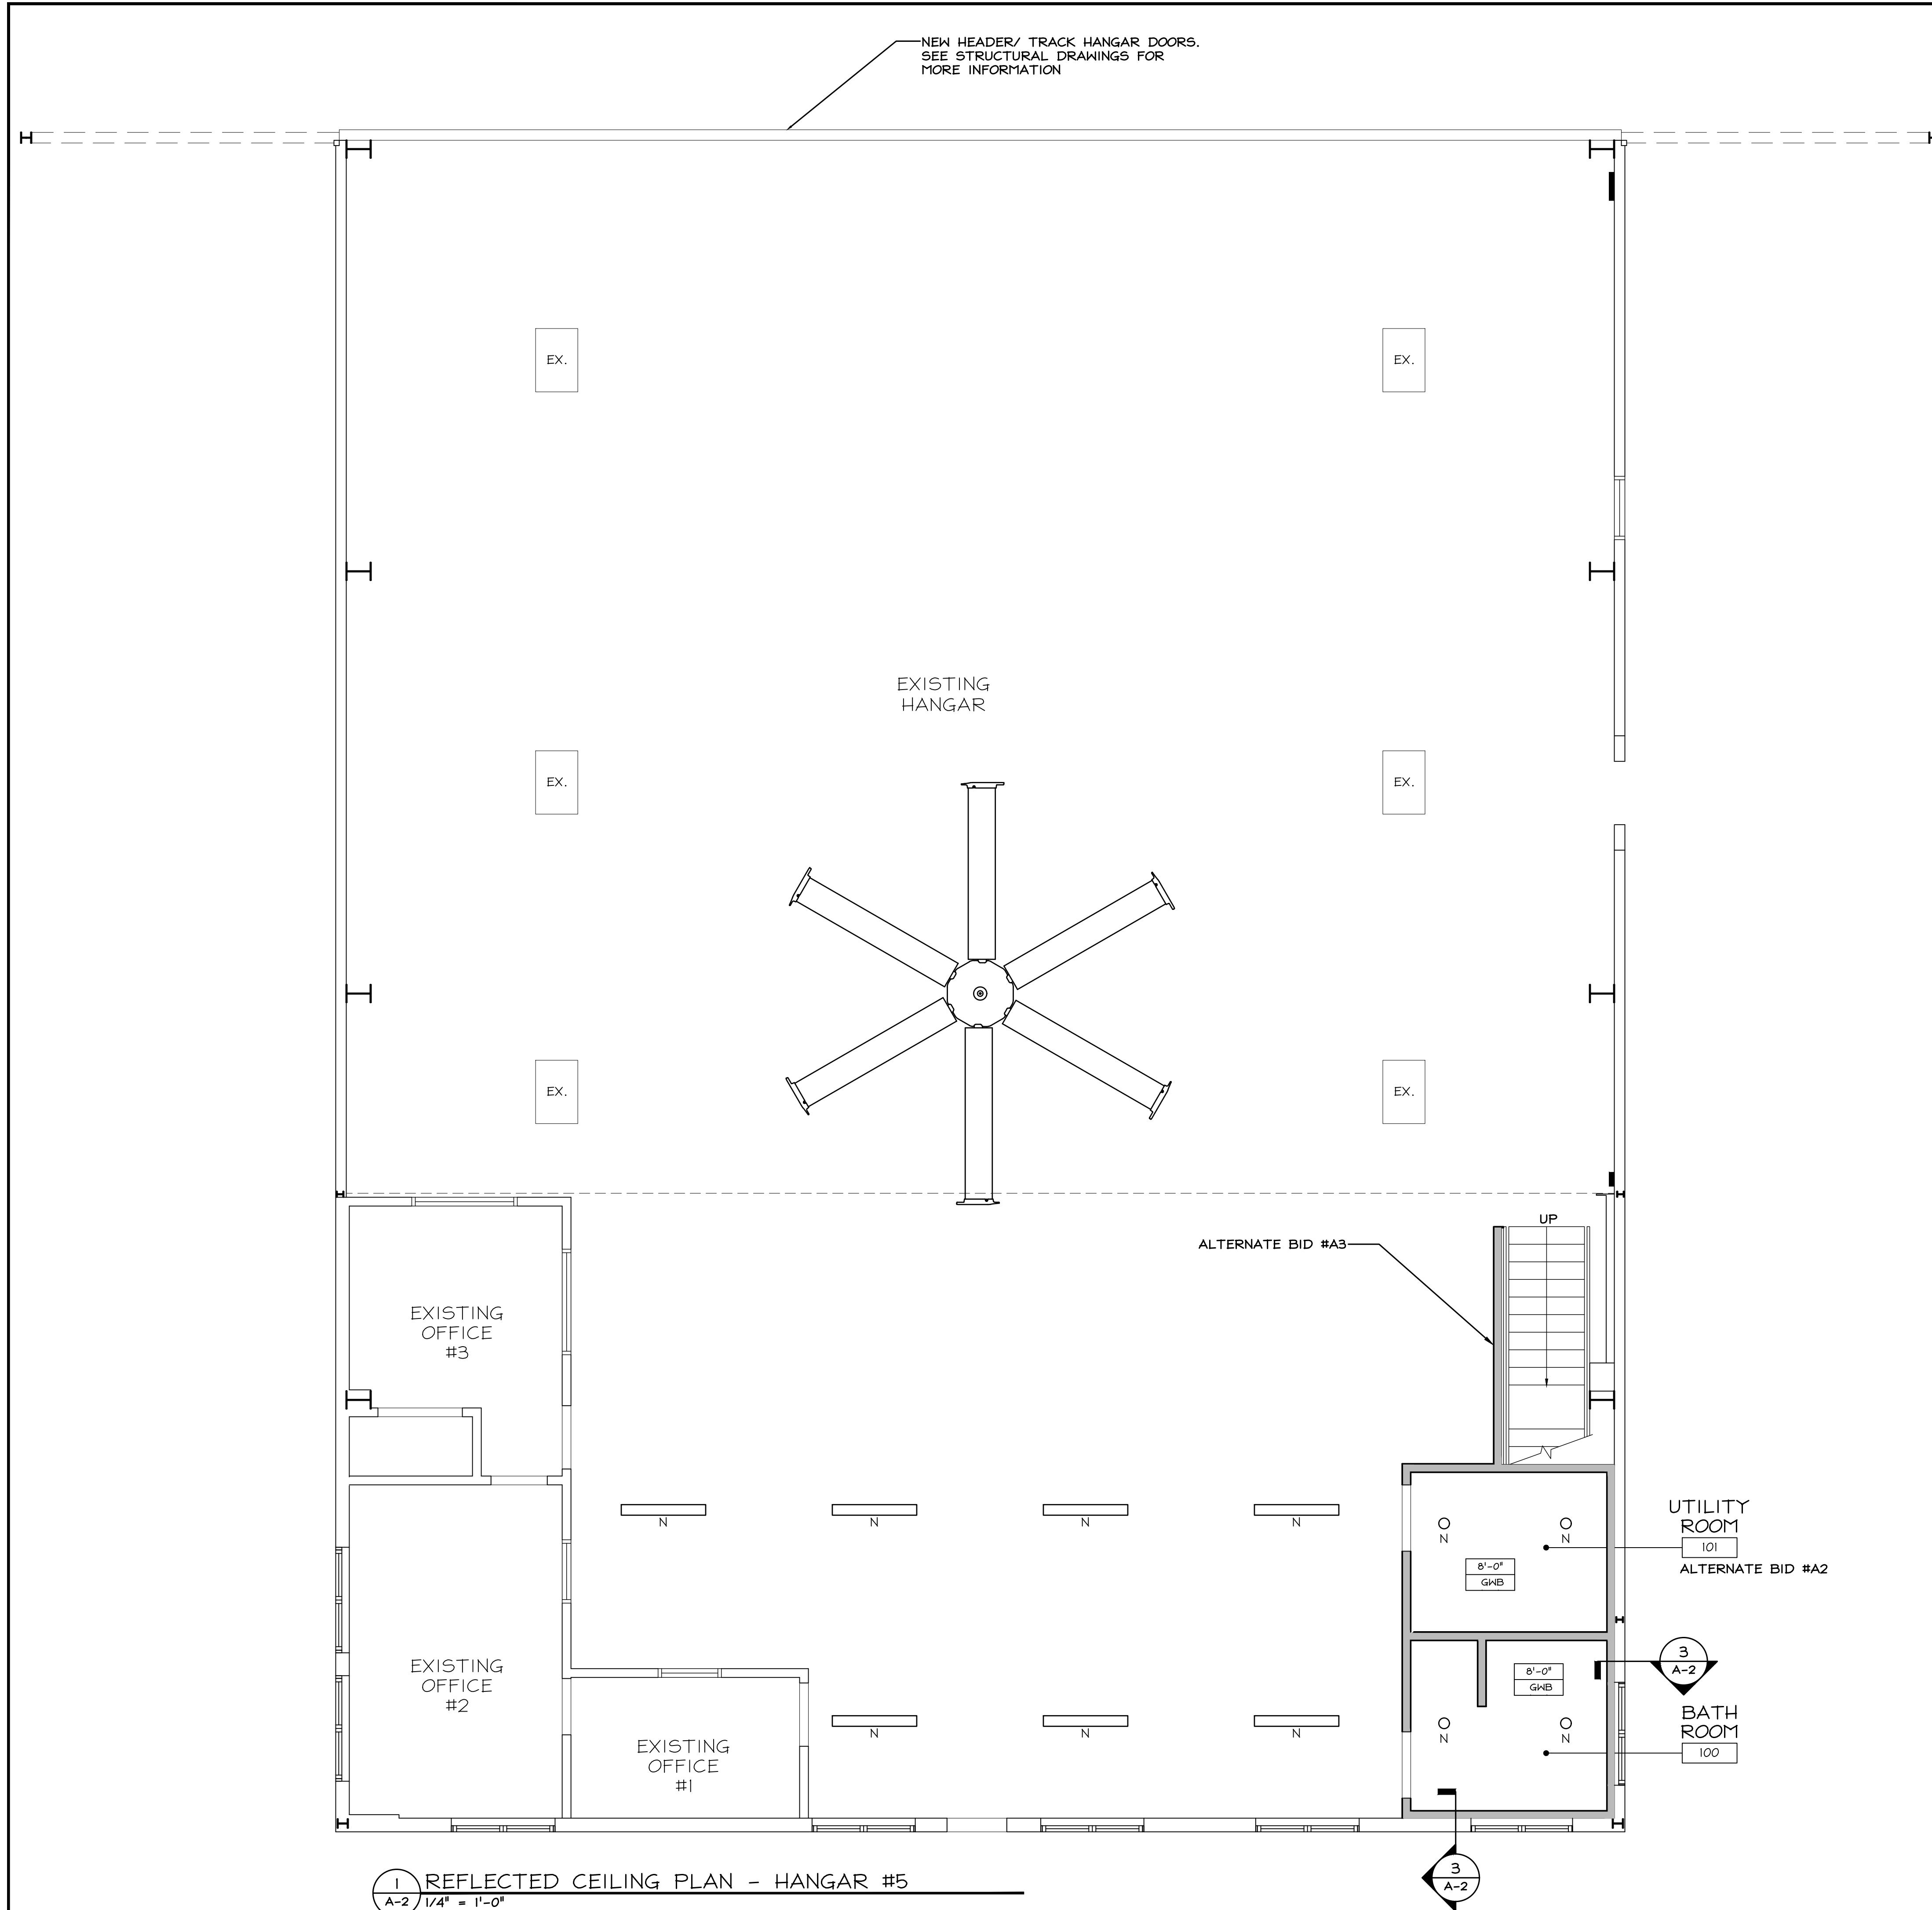 NEW HEADER/ TRACK HANGAR DOORS.
SEE STRUCTURAL DRAWINGS FOR
MORE INFORMATION
EX.
EX.
EXISTING
HANGAR
EX.
EX.
EX.
EX.
UP
ALTERNATE BID #A3
EXISTING
OFFICE
#3
N
N
N
N
N
N
8'-0"
GWB
UTILITY
ROOM
101
ALTERNATE BID #A2
EXISTING
OFFICE
#2
8'-0"
GWB
3
A-2
BATH
ROOM
100
EXISTING
OFFICE
#1
N
N
N
N
N
3
A-2
1
A-2
REFLECTED CEILING PLAN - HANGAR #5
1/4" = 1'-0"